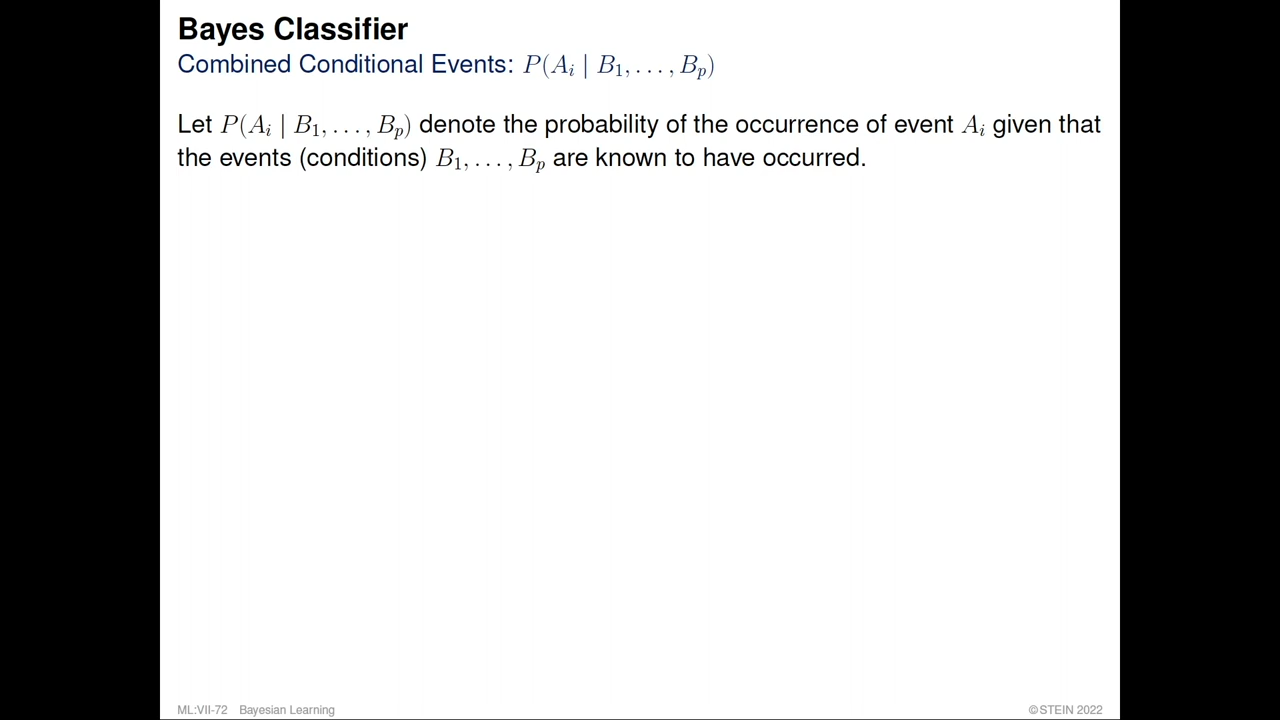 Bayes Classifier
Combined Conditional Events: P(A_i | B_1, . . . , B_p)
Let P(A_i | B_1, . . . , B_p) denote the probability of the occurrence of event A_i given that
the events (conditions) B_1, . . . , B_p are known to have occurred.
ML:VII-72 Bayesian Learning ©STEIN 2022